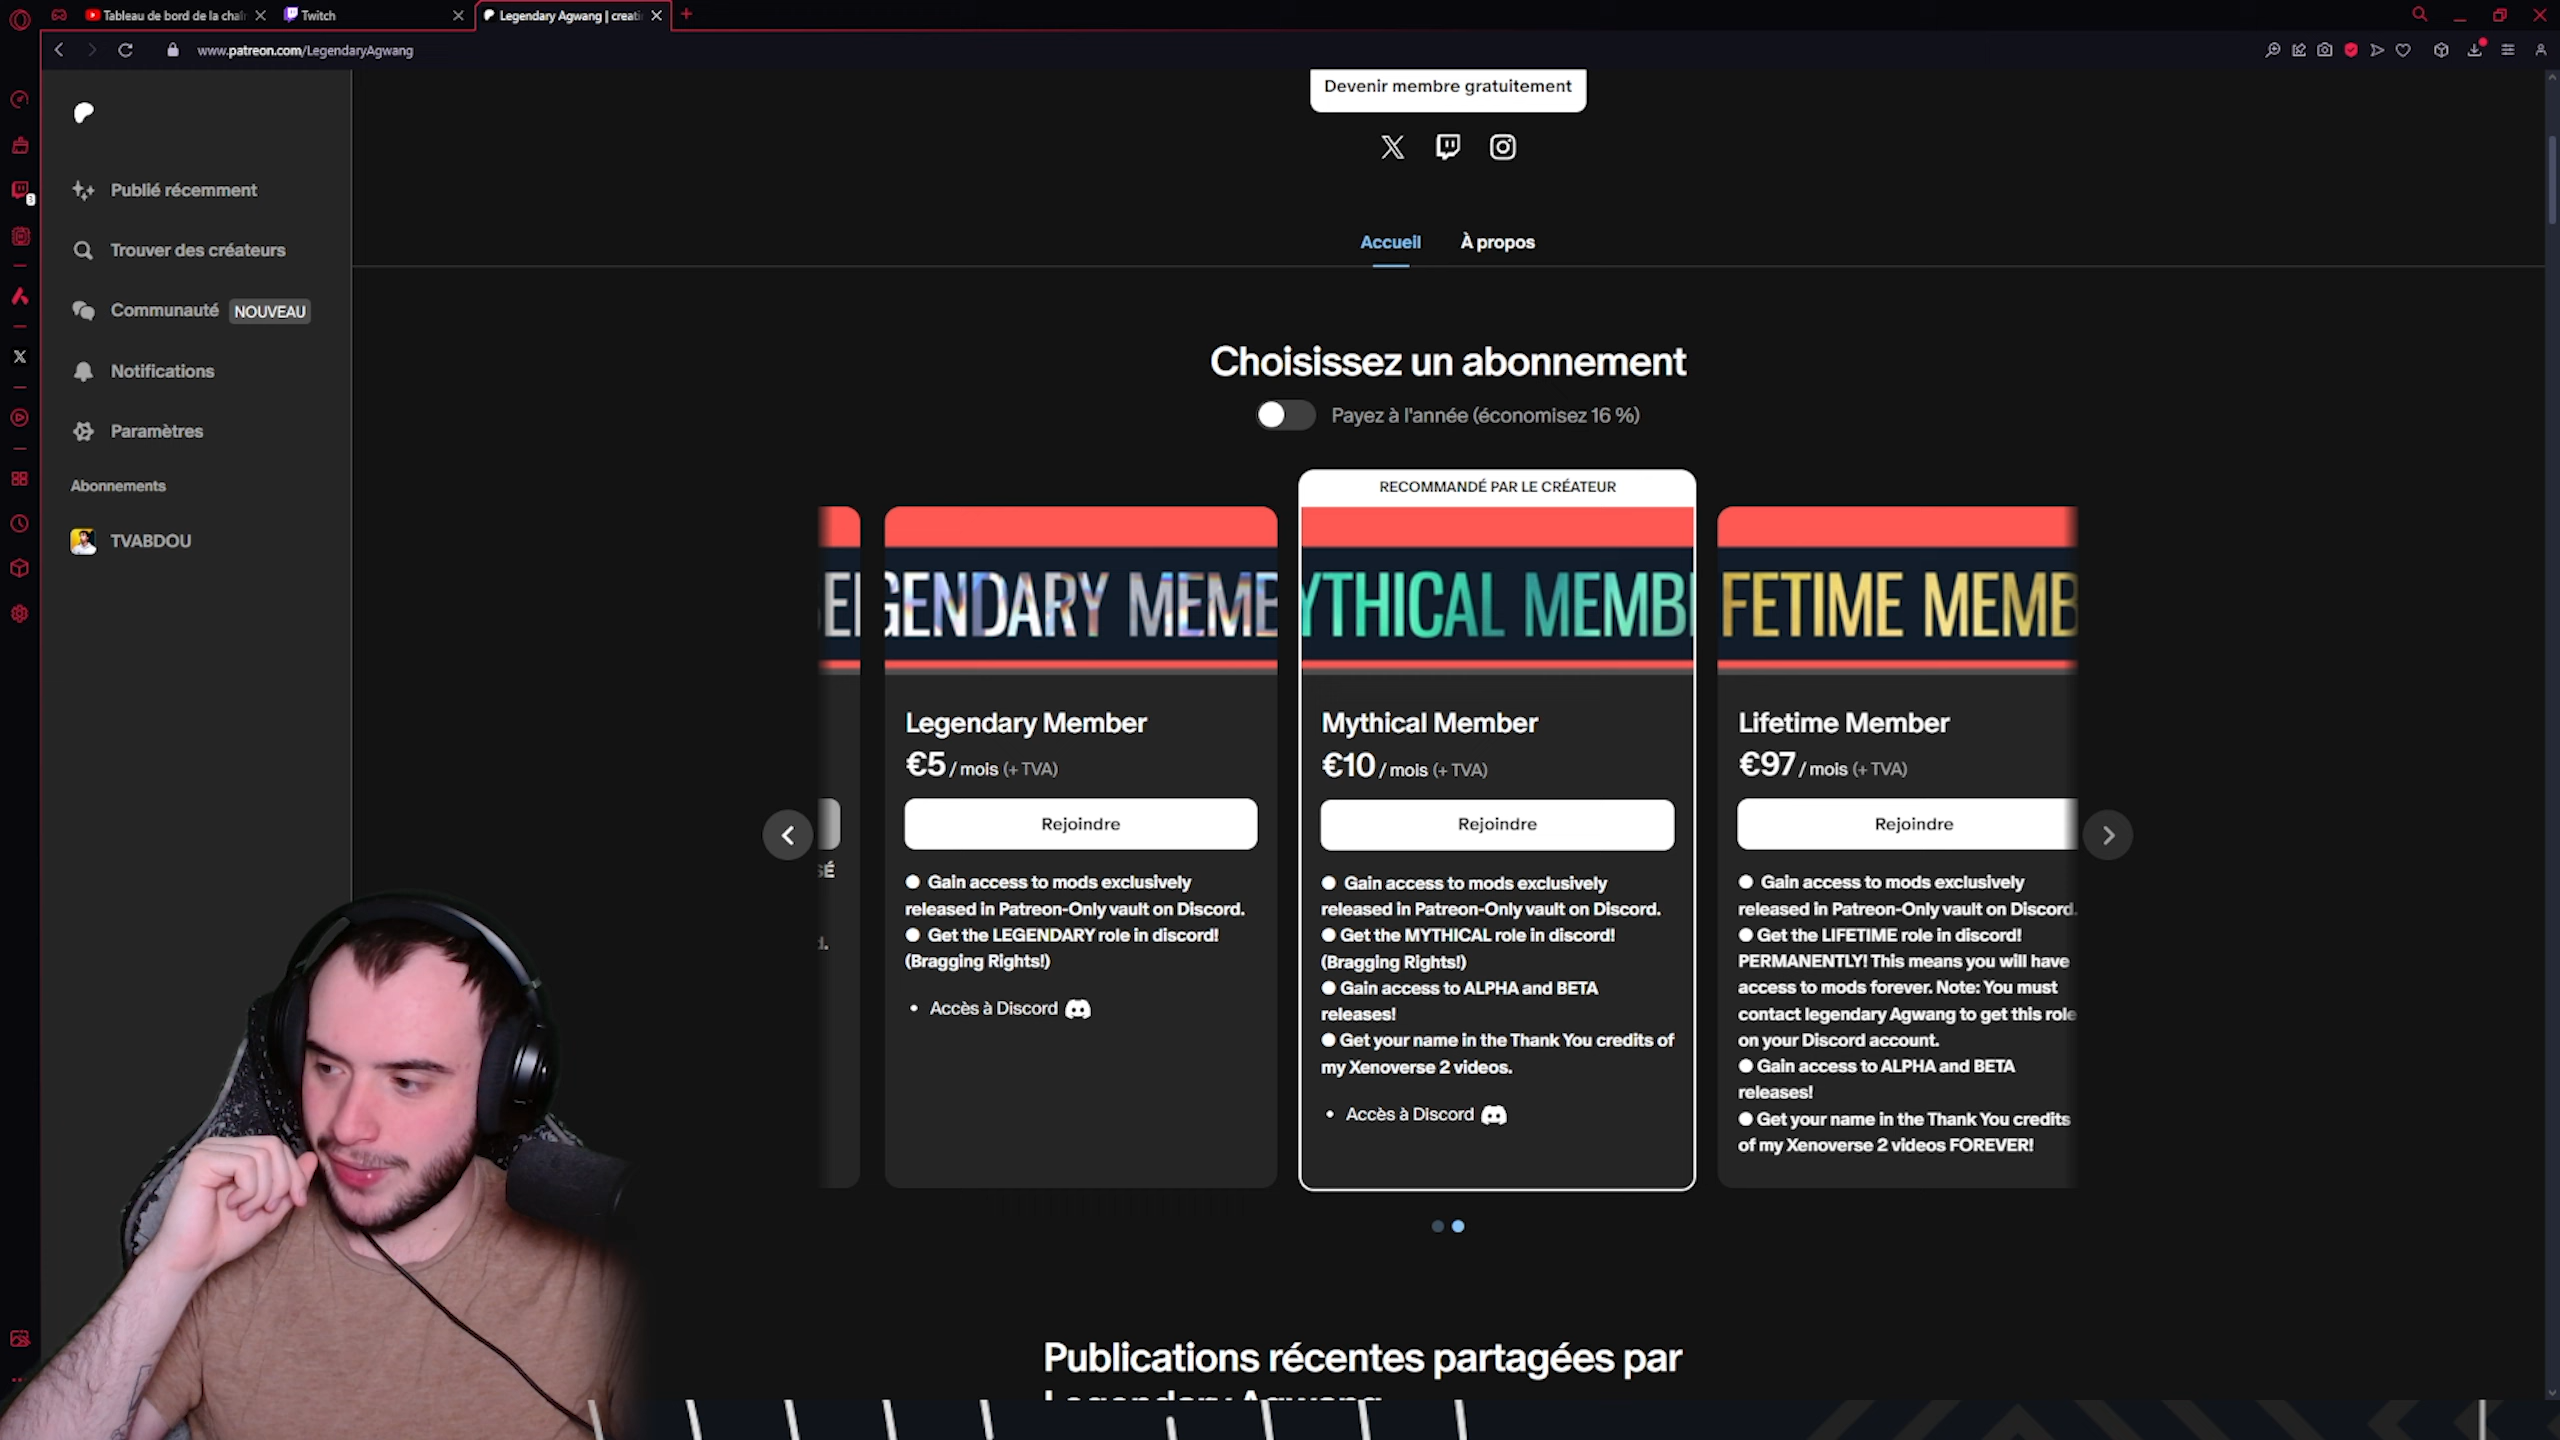 Tableau de bord de la chaî
Twitch
Legendary Agwang | creati
www.patreon.com/LegendaryAgwang
3
Devenir membre gratuitement
Publié récemment
Trouver des créateurs
Communauté NOUVEAU
Notifications
Paramètres
Abonnements
TVABDOU
Accueil
À propos
Choisissez un abonnement
Payez à l'année (économisez 16 %)
GENDARY MEMB
Legendary Member
€5 / mois (+ TVA)
Rejoindre
Gain access to mods exclusively
released in Patreon-Only vault on Discord.
Get the LEGENDARY role in discord!
(Bragging Rights!)
• Accès à Discord
RECOMMANDÉ PAR LE CRÉATEUR
YTHICAL MEMB
Mythical Member
€10 / mois (+ TVA)
Rejoindre
Gain access to mods exclusively
released in Patreon-Only vault on Discord.
Get the MYTHICAL role in discord!
(Bragging Rights!)
Gain access to ALPHA and BETA
releases!
Get your name in the Thank You credits of
my Xenoverse 2 videos.
• Accès à Discord
FETIME MEMB
Lifetime Member
€97 / mois (+ TVA)
Rejoindre
Gain access to mods exclusively
released in Patreon-Only vault on Discord.
Get the LIFETIME role in discord!
PERMANENTLY! This means you will have
access to mods forever. Note: You must
contact legendary Agwang to get this role
on your Discord account.
Gain access to ALPHA and BETA
releases!
Get your name in the Thank You credits
of my Xenoverse 2 videos FOREVER!
Publications récentes partagées par
Legendary Agwang